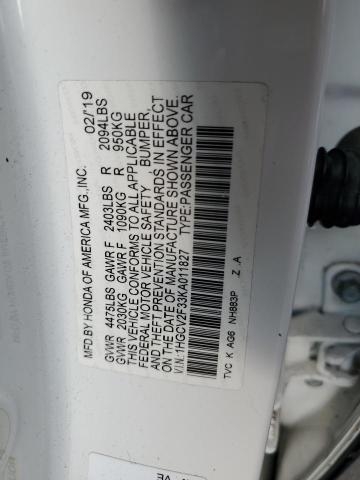 MFD BY HONDA OF AMERICA MFG.,INC. 02/'19
GVWR 4475LBS GAWR F 2403LBS R 2094LBS
GVWR 2030KG GAWR F 1090KG R 950KG
THIS VEHICLE CONFORMS TO ALL APPLICABLE
FEDERAL MOTOR VEHICLE SAFETY BUMPER,
AND THEFT PREVENTION STANDARDS IN EFFECT
ON THE DATE OF MANUFACTURE SHOWN ABOVE.
V.I.N.:1HGCV2F33KA011827 TYPE:PASSENGER CAR
TVC K AG6 NH883P Z .A
VE